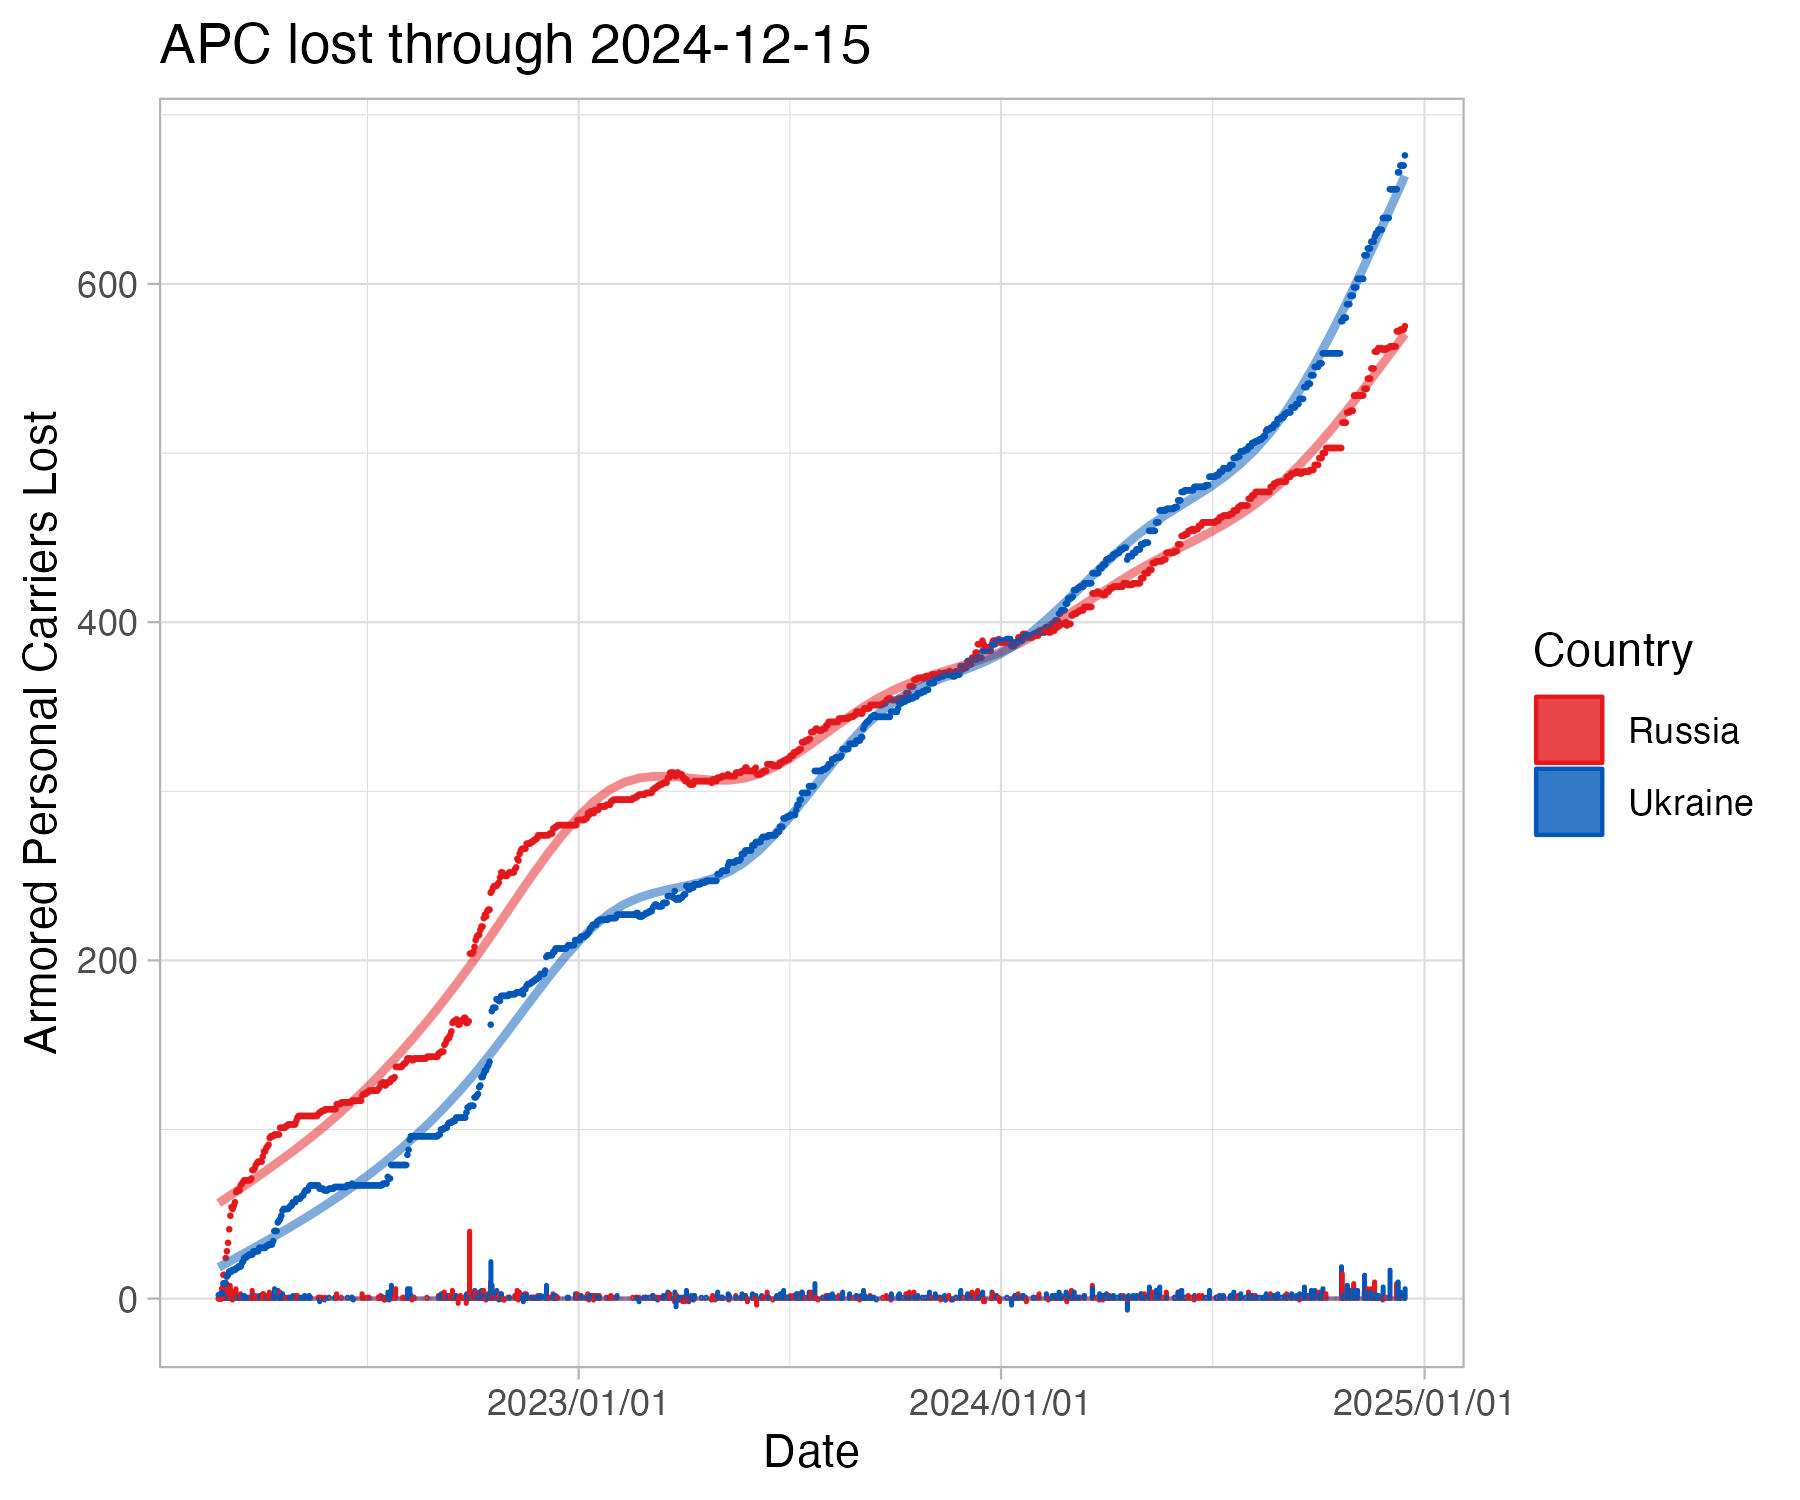 APC lost through 2024-12-15
Armored Personal Carriers Lost
600
400
200
0
2023/01/01
2024/01/01
2025/01/01
Date
Country
Russia
Ukraine